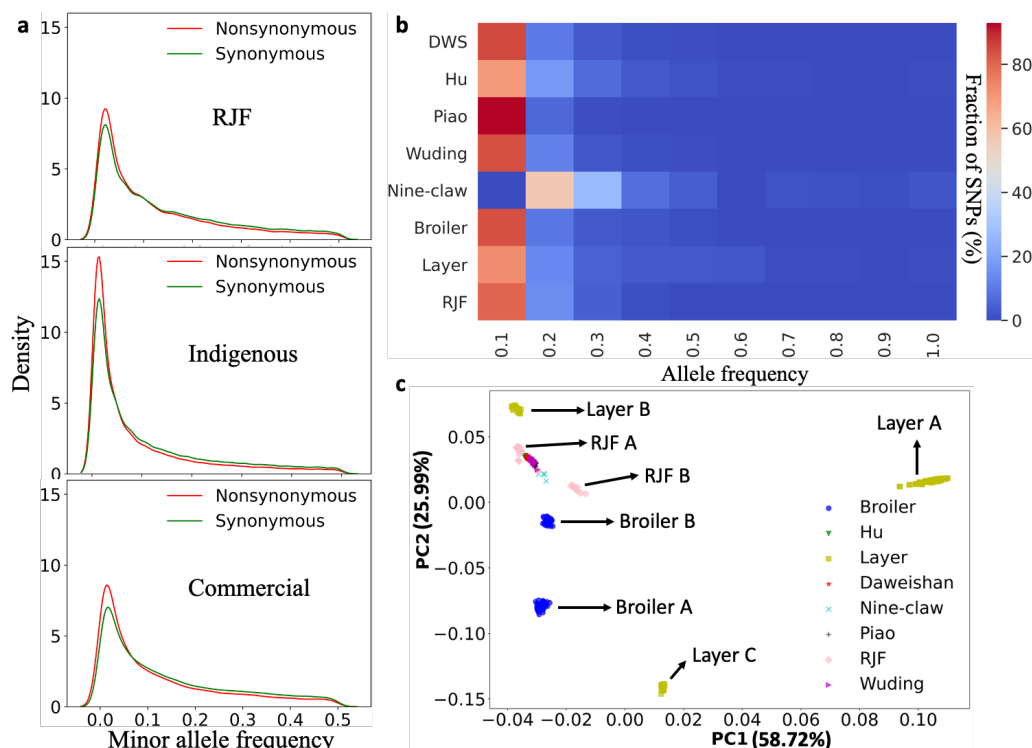 a
15
10
5
0
Nonsynonymous
Synonymous
RJF
15
10
5
0
Nonsynonymous
Synonymous
Indigenous
15
10
5
0
Nonsynonymous
Synonymous
Commercial
Density
0.0 0.1 0.2 0.3 0.4 0.5
Minor allele frequency
b
DWS
Hu
Piao
Wuding
Nine-claw
Broiler
Layer
RJF
0.1 0.2 0.3 0.4 0.5 0.6 0.7 0.8 0.9 1.0
Allele frequency
80
60
40
20
0
Fraction of SNPs (%)
c
0.05
0.00
−0.05
−0.10
−0.15
PC2 (25.99%)
Layer B
RJF A
RJF B
Broiler B
Broiler A
Layer C
Layer A
Broiler
Hu
Layer
Daweishan
Nine-claw
Piao
RJF
Wuding
−0.04 −0.02 0.00 0.02 0.04 0.06 0.08 0.10
PC1 (58.72%)